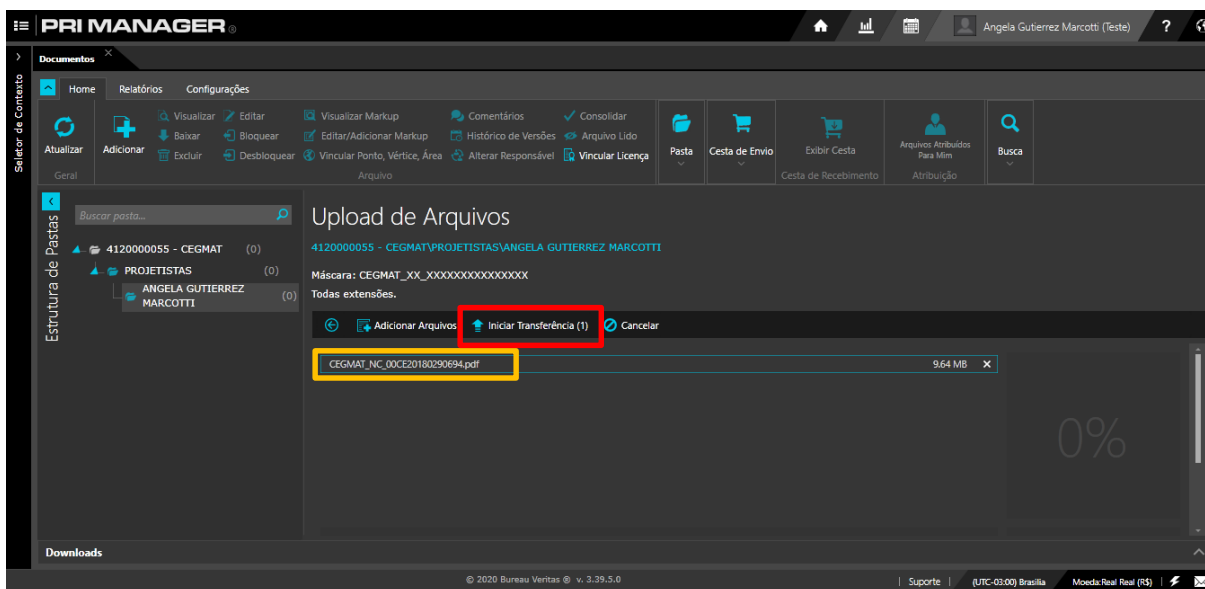 PRI MANAGER ®
Angela Gutierrez Marcotti (Teste) ?
Seletor de Contexto
Documentos
Home Relatórios Configurações
Atualizar
Geral
Adicionar
Visualizar Editar
Baixar Bloquear
Excluir Desbloquear
Visualizar Markup Comentários Consolidar
Editar/Adicionar Markup Histórico de Versões Arquivo Lido
Vincular Ponto, Vértice, Área Alterar Responsável Vincular Licença
Arquivo
Pasta
Cesta de Envio
Exibir Cesta
Cesta de Recebimento
Arquivos Atribuídos
Para Mim
Atribuição
Busca
Estrutura de Pastas
Buscar pasta...
4120000055 - CEGMAT (0)
PROJETISTAS (0)
ANGELA GUTIERREZ
MARCOTTI (0)
Upload de Arquivos
4120000055 - CEGMAT\PROJETISTAS\ANGELA GUTIERREZ MARCOTTI
Máscara: CEGMAT_XX_XXXXXXXXXXXXXXX
Todas extensões.
Adicionar Arquivos Iniciar Transferência (1) Cancelar
CEGMAT_NC_00CE20180290694.pdf 9.64 MB
0%
Downloads
© 2020 Bureau Veritas ® v. 3.39.5.0
| Suporte | (UTC-03:00) Brasilia Moeda:Real Real (R$) |